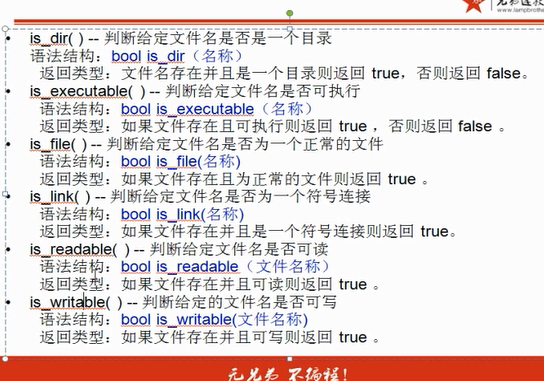 www.lampbrothe
is_dir( ) -- 判断给定文件名是否是一个目录
语法结构：bool is_dir（名称）
返回类型：文件名存在并且是一个目录则返回 true，否则返回 false。
is_executable( ) -- 判断给定文件名是否可执行
语法结构：bool is_executable（名称）
返回类型：如果文件存在且可执行则返回 true ，否则返回 false 。
is_file( ) -- 判断给定文件名是否为一个正常的文件
语法结构：bool is_file(名称)
返回类型：如果文件存在且为正常的文件则返回 true 。
is_link( ) -- 判断给定文件名是否为一个符号连接
语法结构：bool is_link(名称)
返回类型：如果文件存在并且是一个符号连接则返回 true。
is_readable( ) -- 判断给定文件名是否可读
语法结构：bool is_readable（文件名称）
返回类型：如果文件存在并且可读则返回 true 。
is_writable( ) -- 判断给定的文件名是否可写
语法结构：bool is_writable(文件名称)
返回类型：如果文件存在并且可写则返回 true 。
无兄弟 不编程！